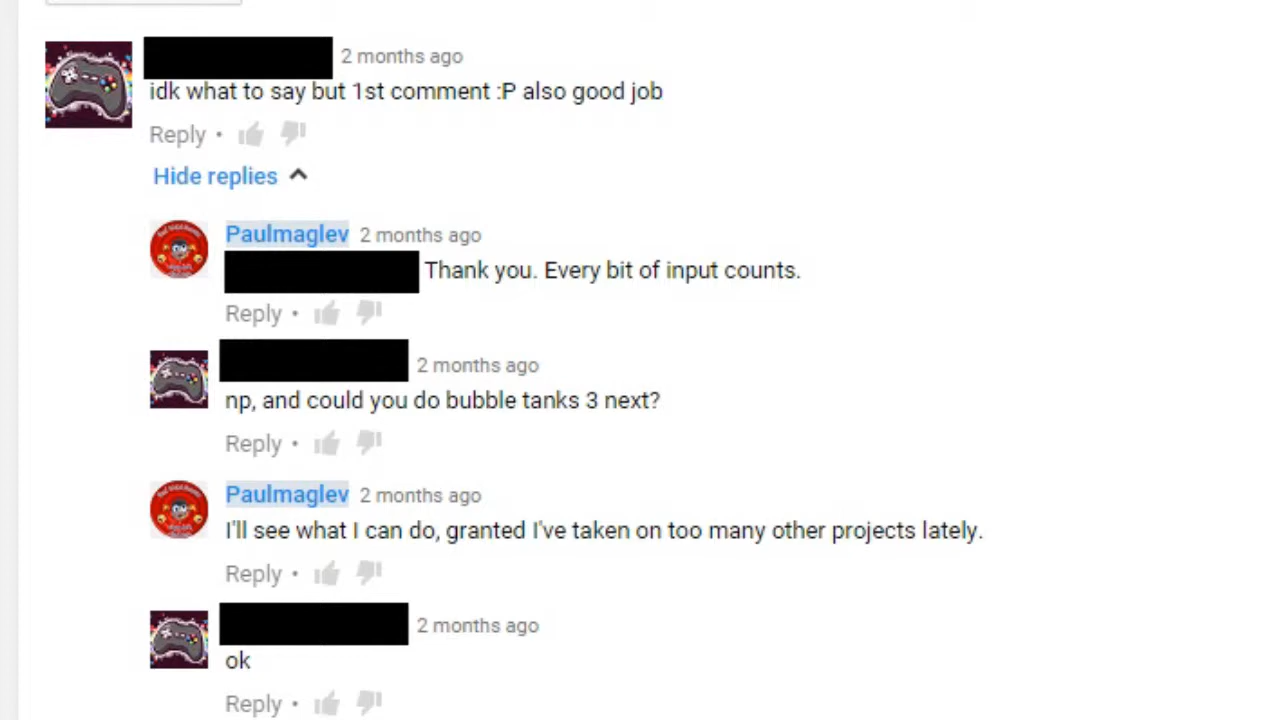 2 months ago
idk what to say but 1st comment :P also good job
Reply •
Hide replies
Paulmaglev 2 months ago
Thank you. Every bit of input counts.
Reply •
2 months ago
np, and could you do bubble tanks 3 next?
Reply •
Paulmaglev 2 months ago
I'll see what I can do, granted I've taken on too many other projects lately.
Reply •
2 months ago
ok
Reply •